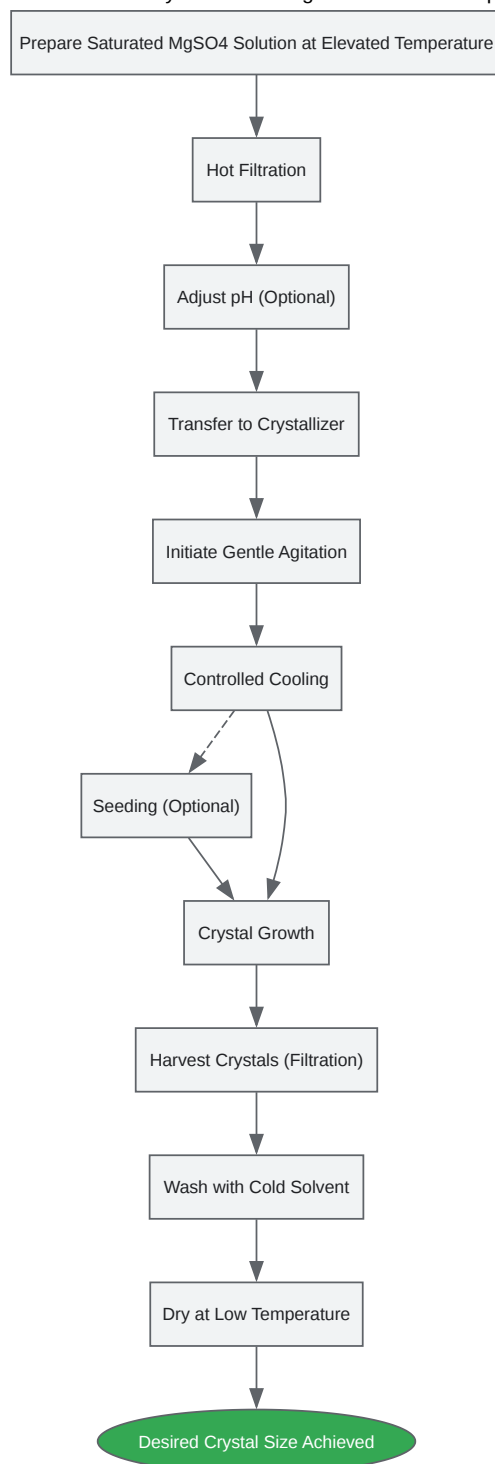 Prepare Saturated MgSO4 Solution at Elevated Temperature
Hot Filtration
Adjust pH (Optional)
Transfer to Crystallizer
Initiate Gentle Agitation
Controlled Cooling
Seeding (Optional)
Crystal Growth
Harvest Crystals (Filtration)
Wash with Cold Solvent
Dry at Low Temperature
Desired Crystal Size Achieved